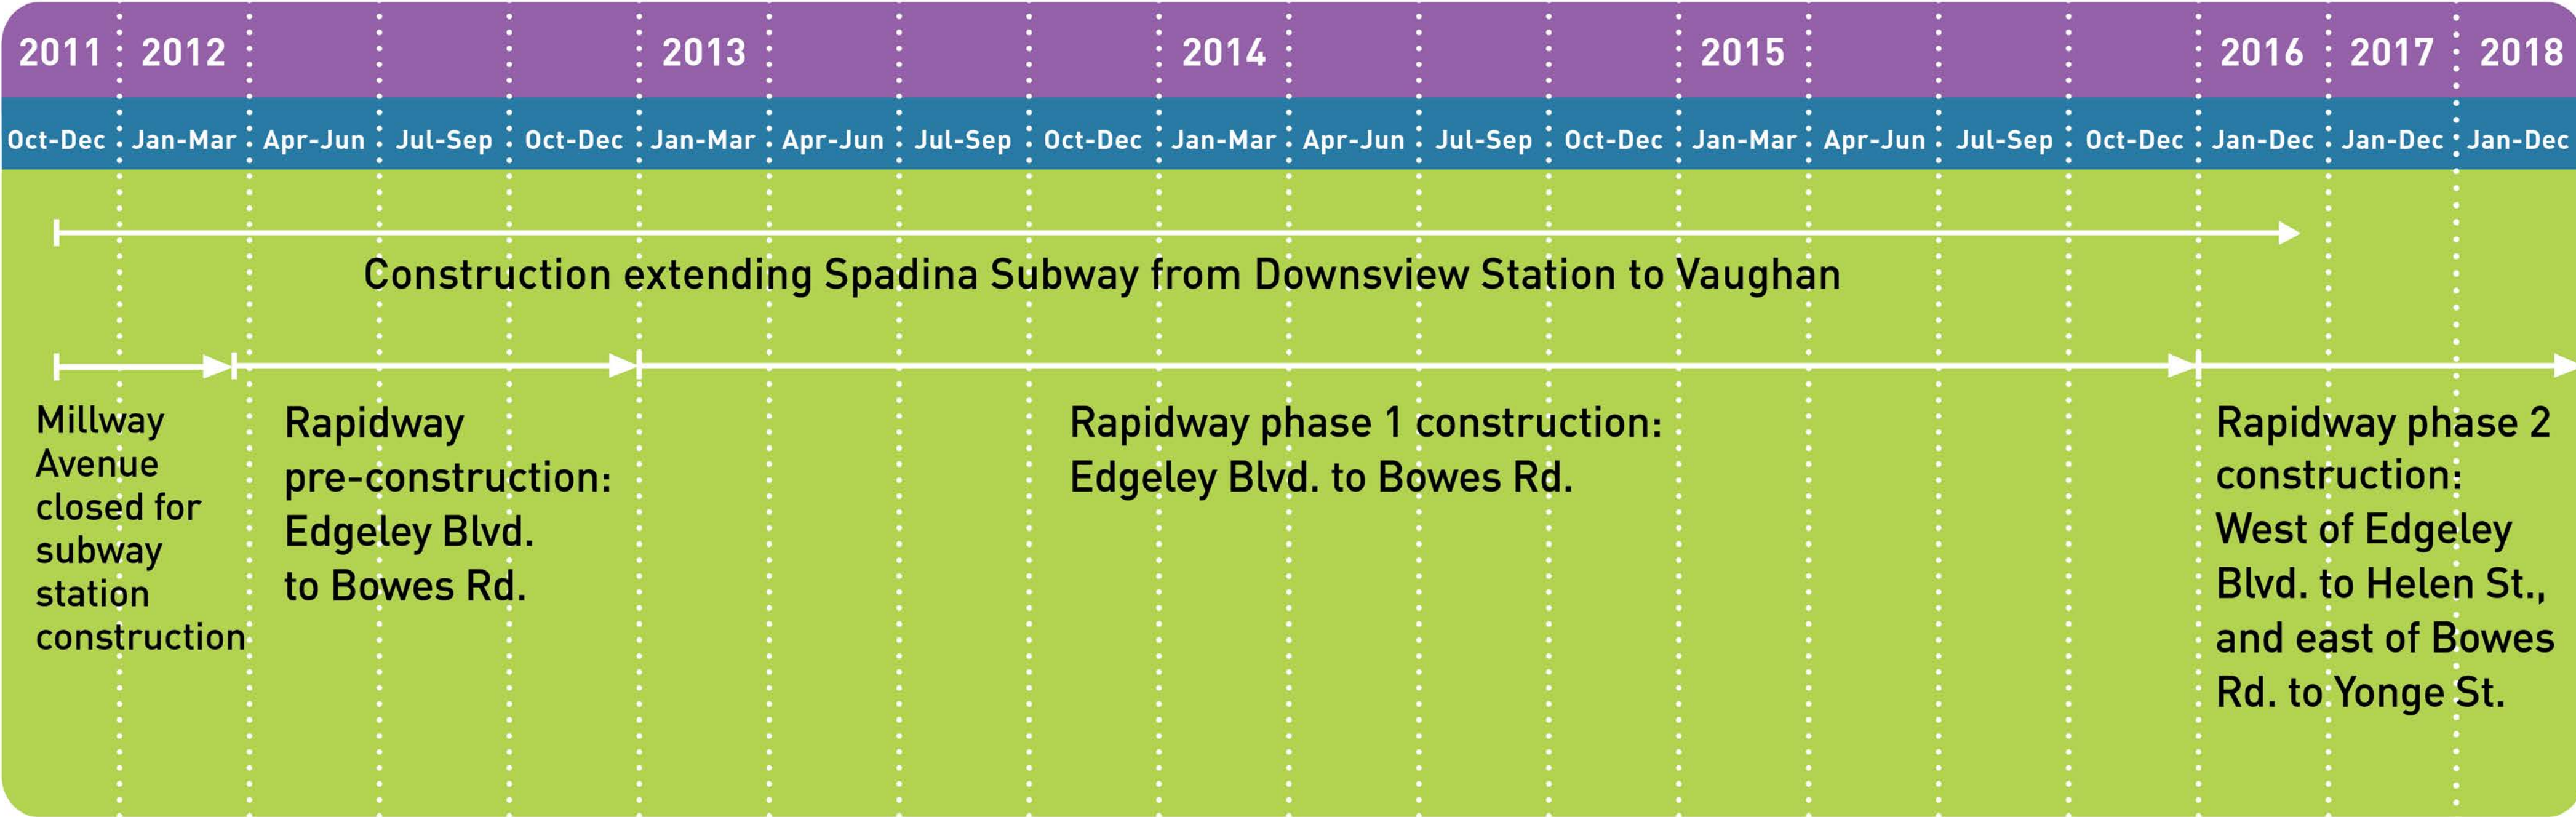 2011 2012 2013 2014 2015 2016 2017 2018
Oct-Dec Jan-Mar Apr-Jun Jul-Sep Oct-Dec Jan-Mar Apr-Jun Jul-Sep Oct-Dec Jan-Mar Apr-Jun Jul-Sep Oct-Dec Jan-Mar Apr-Jun Jul-Sep Oct-Dec Jan-Dec Jan-Dec Jan-Dec
Construction extending Spadina Subway from Downsview Station to Vaughan
Millway
Avenue
closed for
subway
station
construction
Rapidway
pre-construction:
Edgeley Blvd.
to Bowes Rd.
Rapidway phase 1 construction:
Edgeley Blvd. to Bowes Rd.
Rapidway phase 2
construction:
West of Edgeley
Blvd. to Helen St.,
and east of Bowes
Rd. to Yonge St.